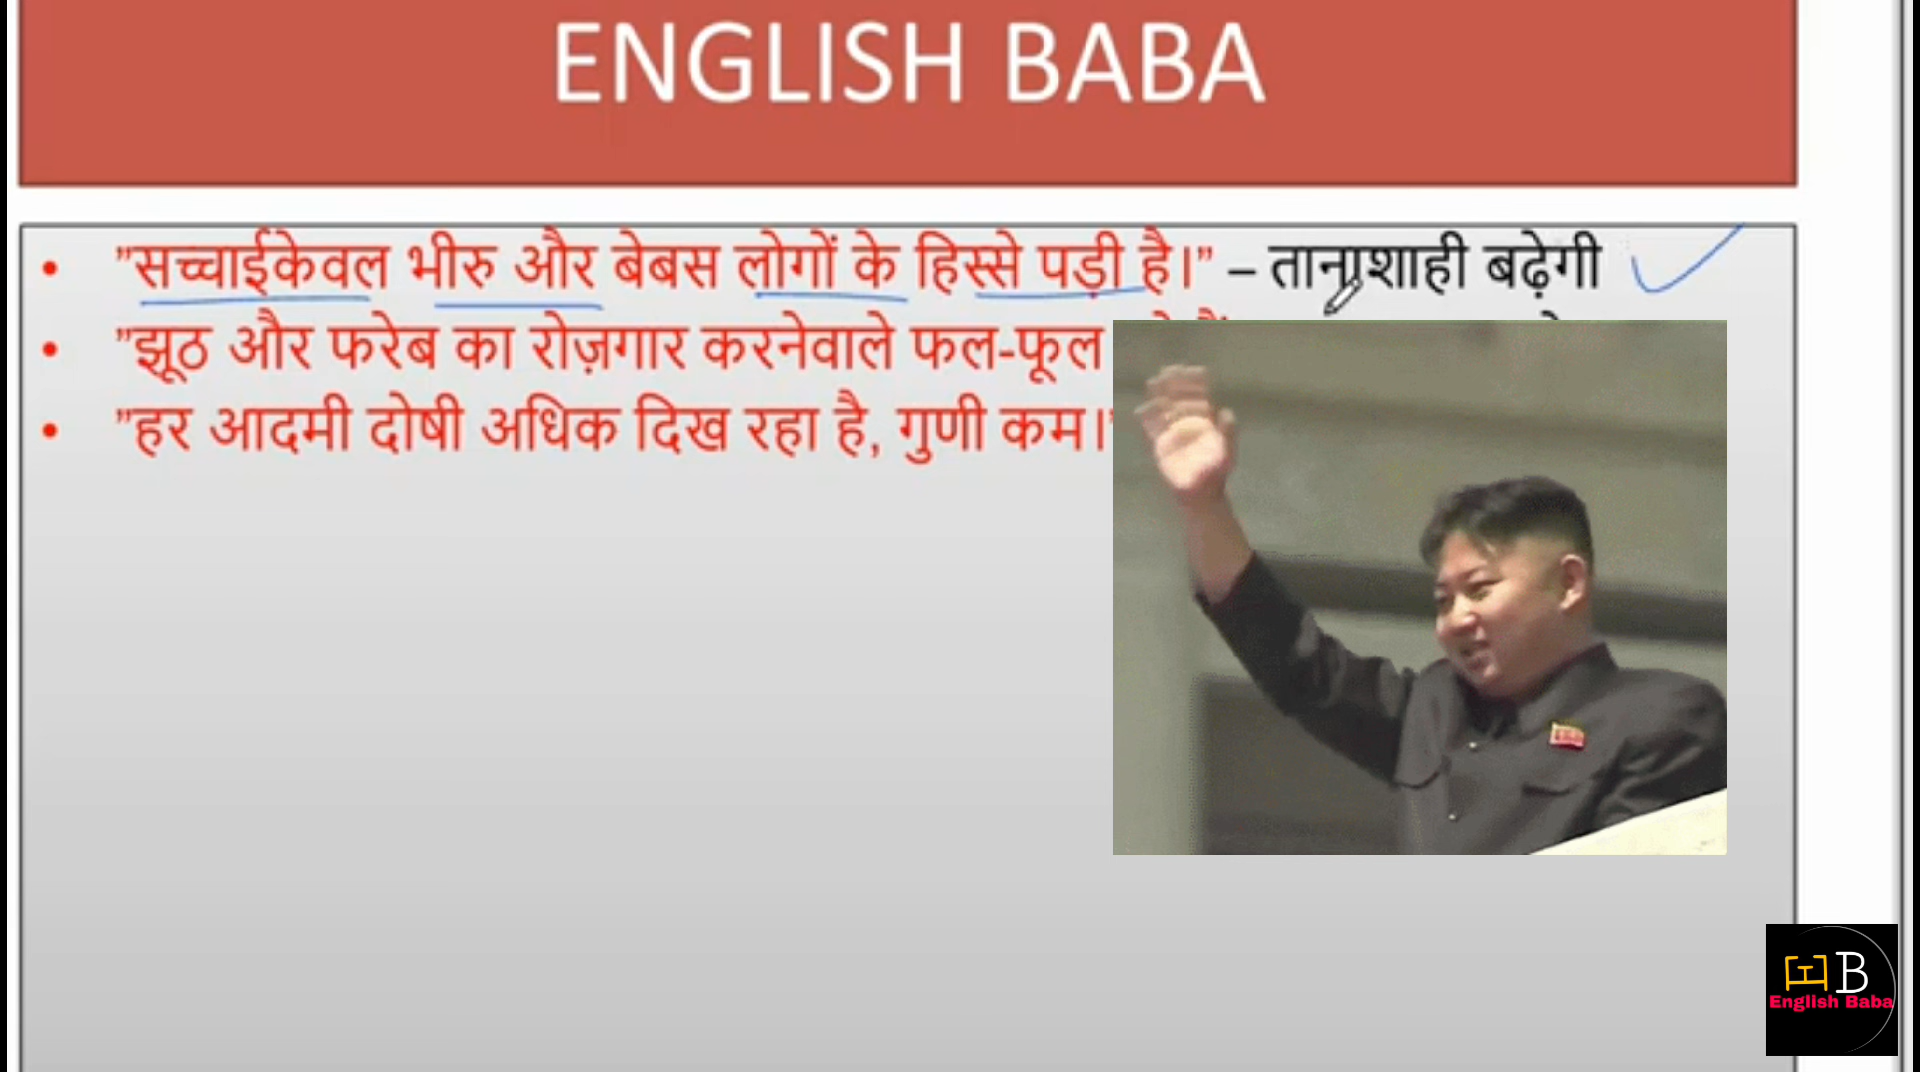 ENGLISH BABA
• ”सच्चाईकेवल भीरु और बेबस लोगों के हिस्से पड़ी है।” – तानाशाही बढ़ेगी
• ”झूठ और फरेब का रोज़गार करनेवाले फल-फूल
• ”हर आदमी दोषी अधिक दिख रहा है, गुणी कम।”
B
English Baba